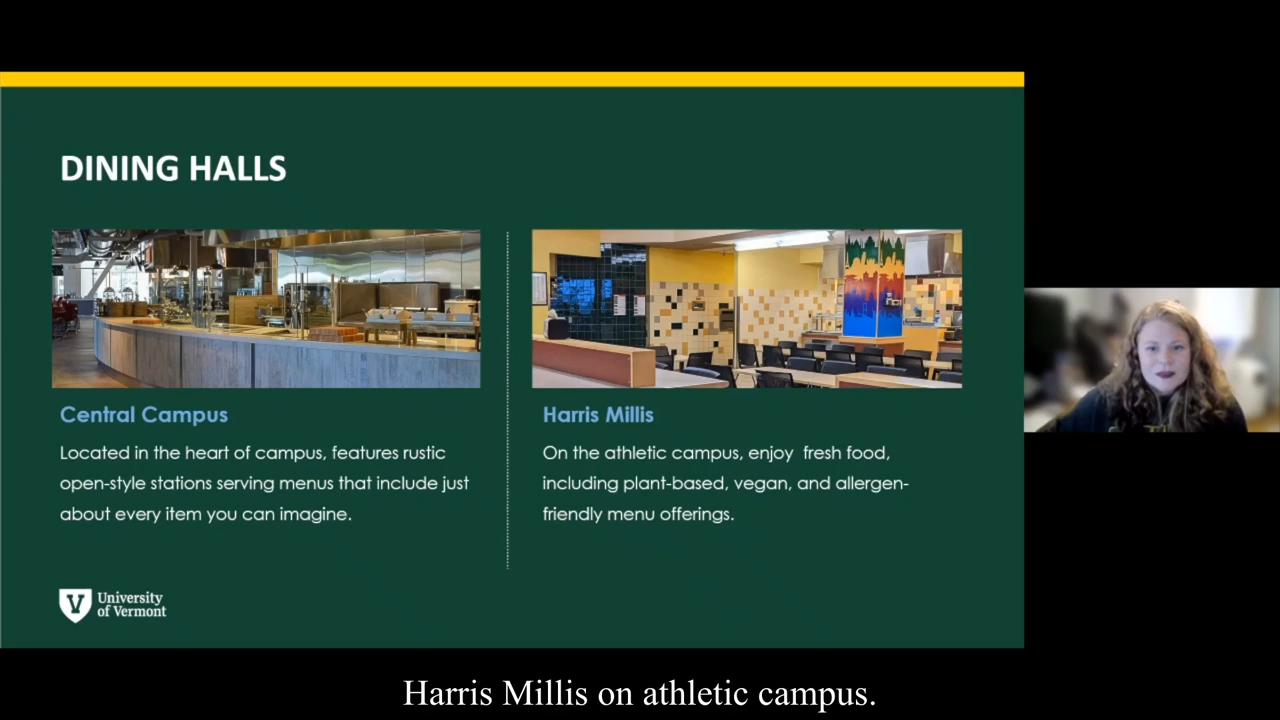 DINING HALLS
Central Campus
Located in the heart of campus, features rustic
open-style stations serving menus that include just
about every item you can imagine.
Harris Millis
On the athletic campus, enjoy fresh food,
including plant-based, vegan, and allergen-
friendly menu offerings.
V University
of Vermont
Harris Millis on athletic campus.